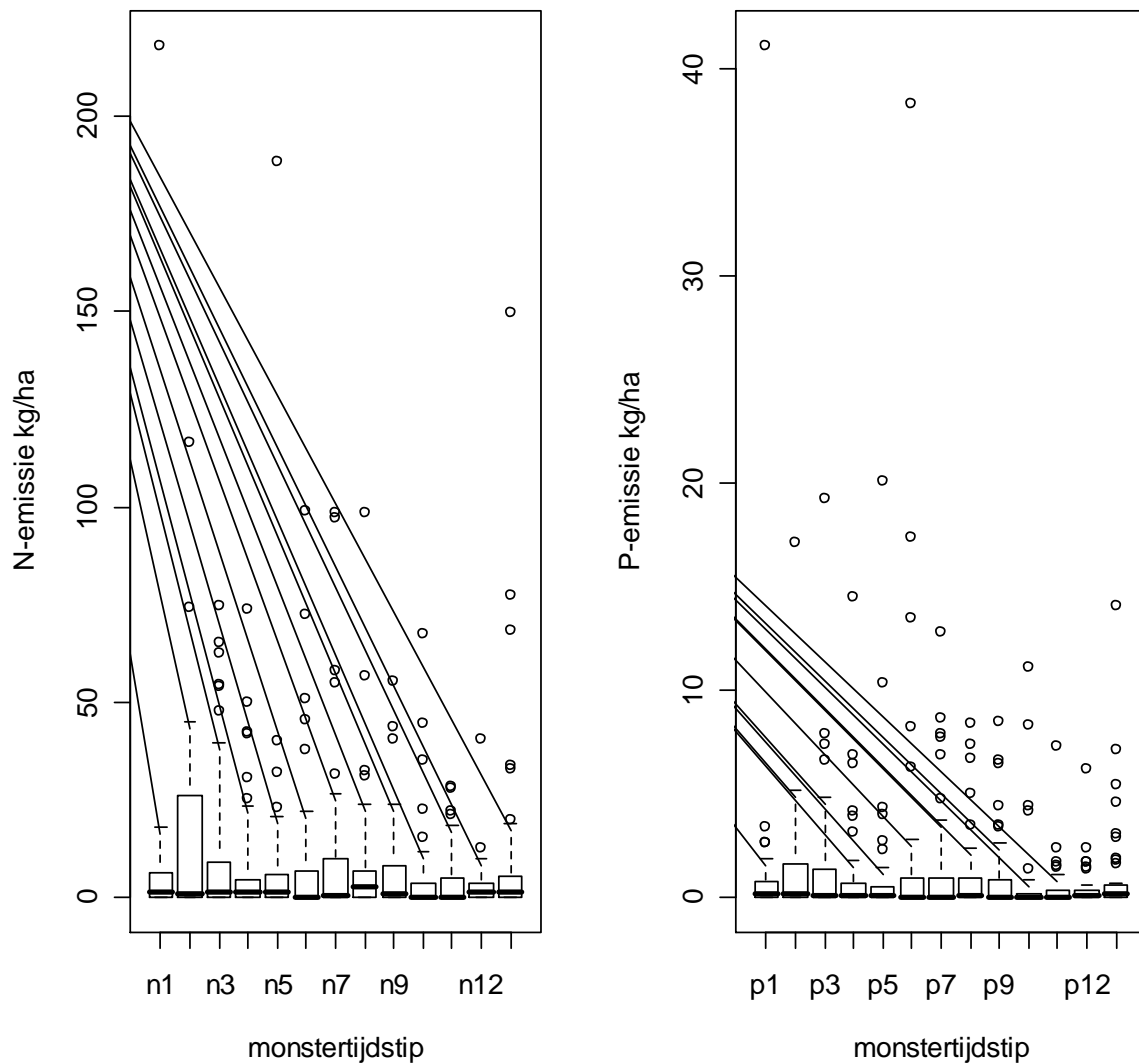 N-emissie kg/ha
200
150
100
50
0
n1 n3 n5 n7 n9 n12
monstertijdstip
P-emissie kg/ha
40
30
20
10
0
p1 p3 p5 p7 p9 p12
monstertijdstip